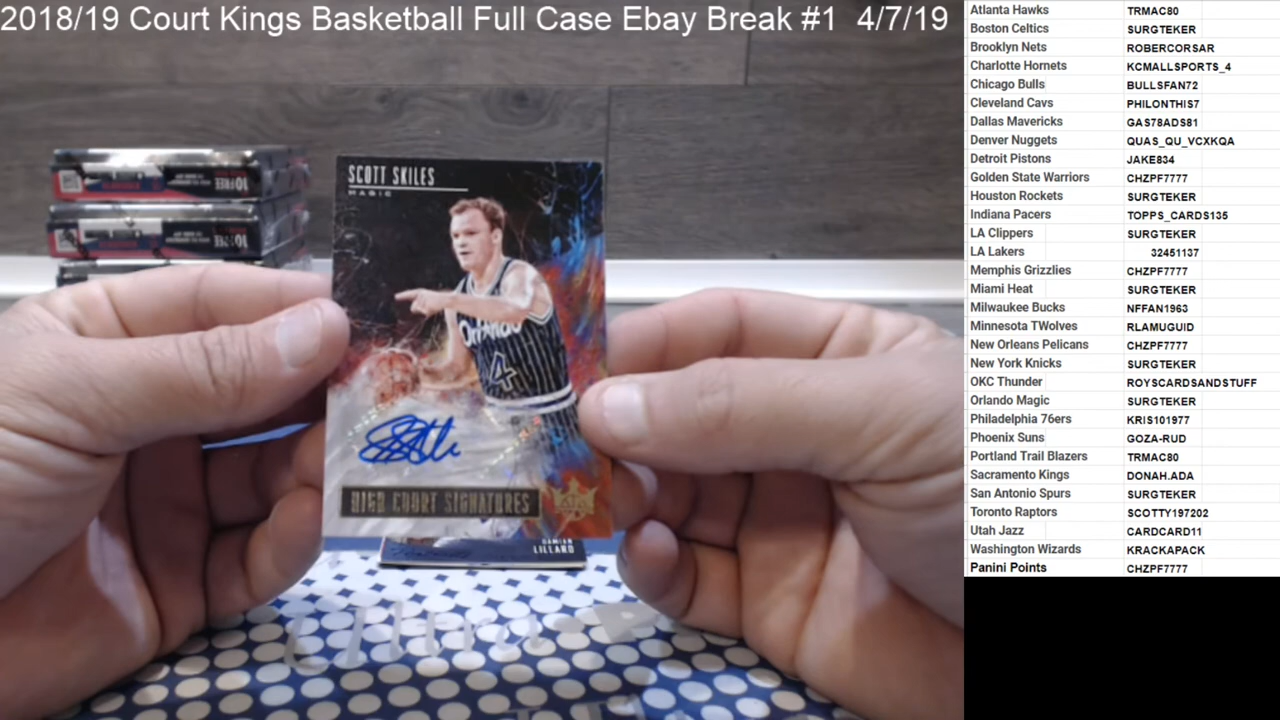 2018/19 Court Kings Basketball Full Case Ebay Break #1 4/7/19
SCOTT SKILES
MAGIC
Orlando
4
HIGH COURT SIGNATURES
DAMIAN
LILLARD
Atlanta Hawks TRMAC80
Boston Celtics SURGTEKER
Brooklyn Nets ROBERCORSAR
Charlotte Hornets KCMALLSPORTS_4
Chicago Bulls BULLSFAN72
Cleveland Cavs PHILONTHIS7
Dallas Mavericks GAS78ADS81
Denver Nuggets QUAS_QU_VCXKQA
Detroit Pistons JAKE834
Golden State Warriors CHZPF7777
Houston Rockets SURGTEKER
Indiana Pacers TOPPS_CARDS135
LA Clippers SURGTEKER
LA Lakers 32451137
Memphis Grizzlies CHZPF7777
Miami Heat SURGTEKER
Milwaukee Bucks NFFAN1963
Minnesota TWolves RLAMUGUID
New Orleans Pelicans CHZPF7777
New York Knicks SURGTEKER
OKC Thunder ROYSCARDSANDSTUFF
Orlando Magic SURGTEKER
Philadelphia 76ers KRIS101977
Phoenix Suns GOZA-RUD
Portland Trail Blazers TRMAC80
Sacramento Kings DONAH.ADA
San Antonio Spurs SURGTEKER
Toronto Raptors SCOTTY197202
Utah Jazz CARDCARD11
Washington Wizards KRACKAPACK
Panini Points CHZPF7777